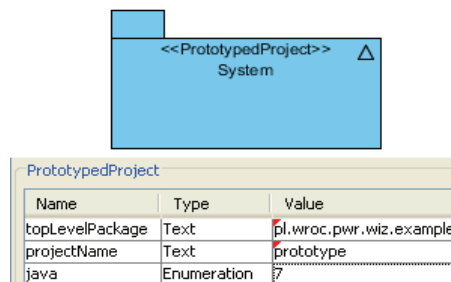 <<PrototypedProject>>
System
PrototypedProject
Name Type Value
topLevelPackage Text pl.wroc.pwr.wiz.example
projectName Text prototype
java Enumeration 7